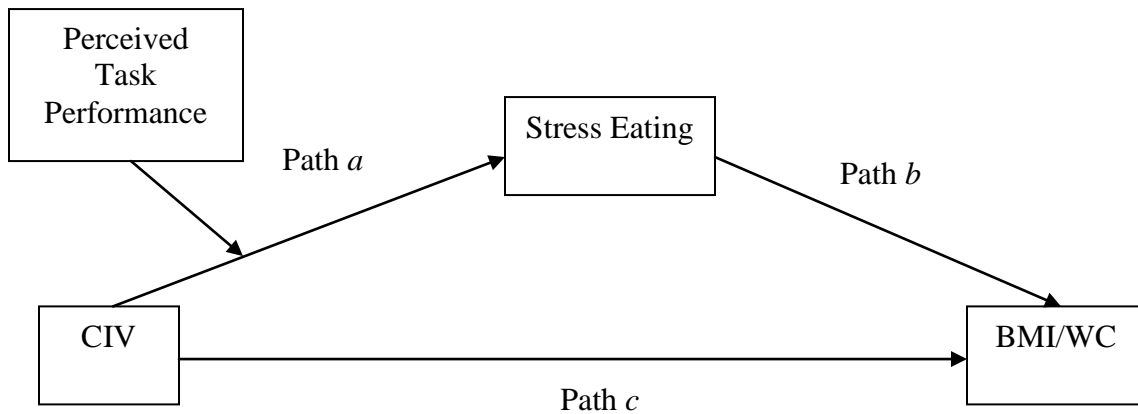 Perceived
Task
Performance
Stress Eating
Path a
Path b
CIV
BMI/WC
Path c